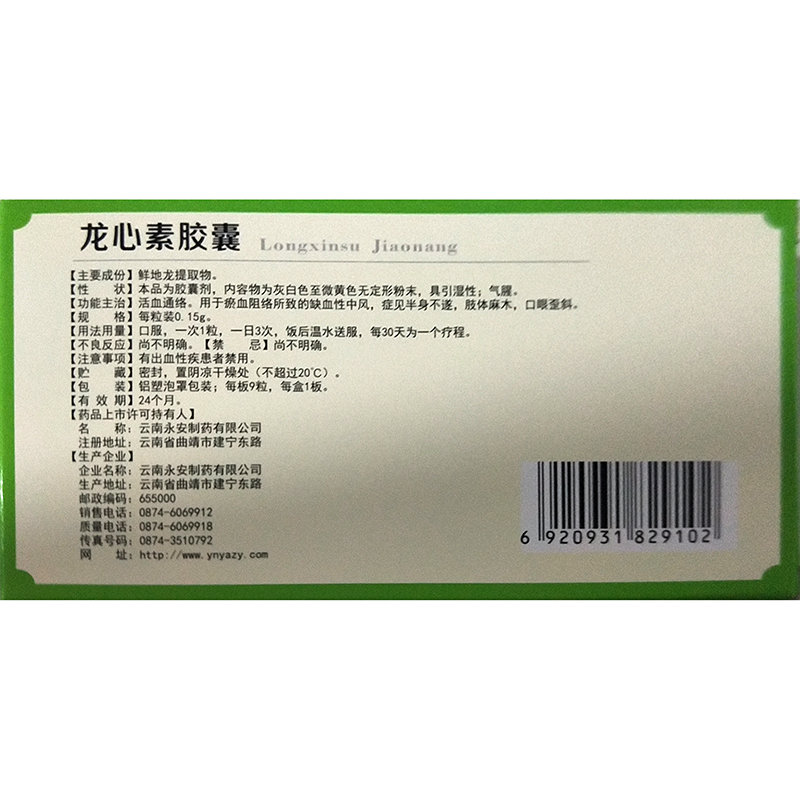 龙心素胶囊 Longxinsu Jiaonang
【主要成份】鲜地龙提取物。
【性　　状】本品为胶囊剂，内容物为灰白色至微黄色无定形粉末，具引湿性；气腥。
【功能主治】活血通络。用于瘀血阻络所致的缺血性中风，症见半身不遂，肢体麻木，口眼歪斜。
【规　　格】每粒装0.15g。
【用法用量】口服，一次1粒，一日3次，饭后温水送服，每30天为一个疗程。
【不良反应】尚不明确。【禁　　忌】尚不明确。
【注意事项】有出血性疾患者禁用。
【贮　　藏】密封，置阴凉干燥处（不超过20℃）。
【包　　装】铝塑泡罩包装；每板9粒，每盒1板。
【有 效 期】24个月。
【药品上市许可持有人】
名　　称：云南永安制药有限公司
注册地址：云南省曲靖市建宁东路
【生产企业】
企业名称：云南永安制药有限公司
生产地址：云南省曲靖市建宁东路
邮政编码：655000
销售电话：0874-6069912
质量电话：0874-6069918
传真号码：0874-3510792
网　　址：http://www.ynyazy.com
6 920931 829102